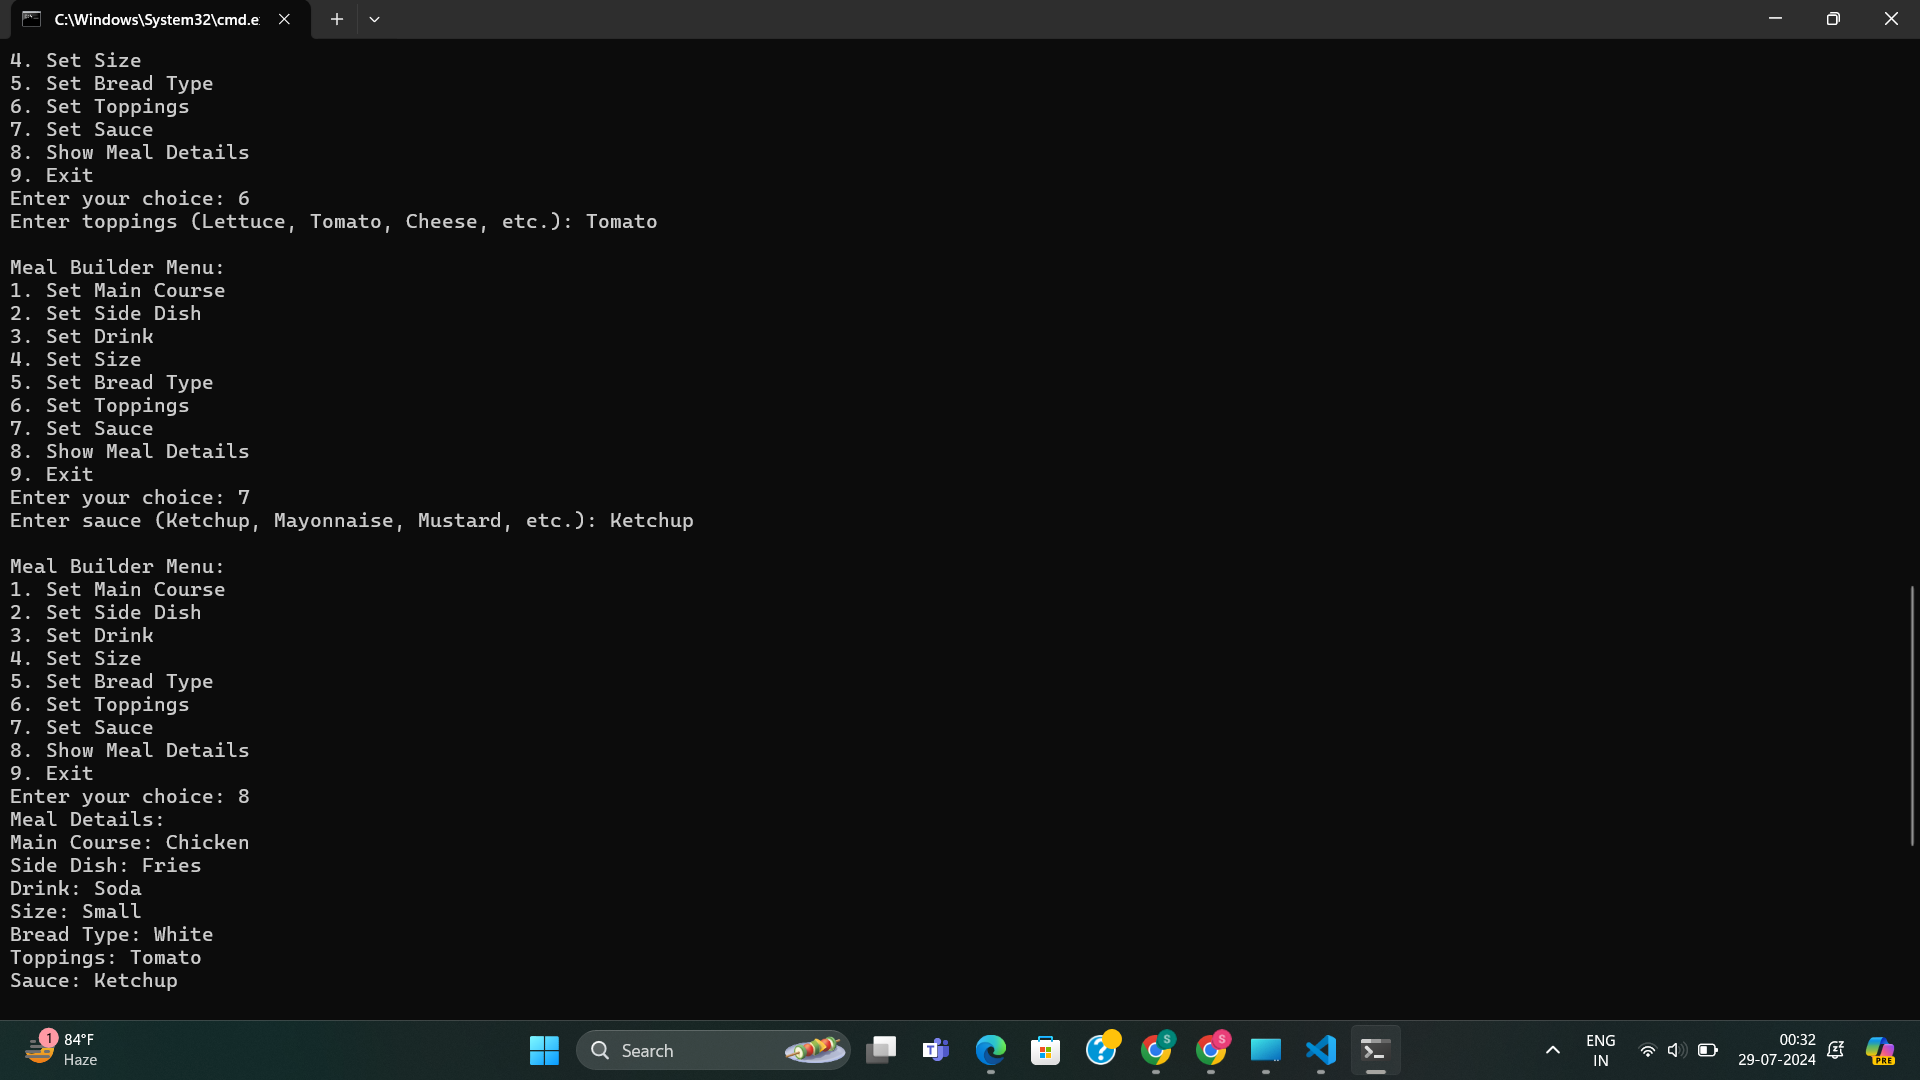 C:\Windows\System32\cmd.e
4. Set Size
5. Set Bread Type
6. Set Toppings
7. Set Sauce
8. Show Meal Details
9. Exit
Enter your choice: 6
Enter toppings (Lettuce, Tomato, Cheese, etc.): Tomato
Meal Builder Menu:
1. Set Main Course
2. Set Side Dish
3. Set Drink
4. Set Size
5. Set Bread Type
6. Set Toppings
7. Set Sauce
8. Show Meal Details
9. Exit
Enter your choice: 7
Enter sauce (Ketchup, Mayonnaise, Mustard, etc.): Ketchup
Meal Builder Menu:
1. Set Main Course
2. Set Side Dish
3. Set Drink
4. Set Size
5. Set Bread Type
6. Set Toppings
7. Set Sauce
8. Show Meal Details
9. Exit
Enter your choice: 8
Meal Details:
Main Course: Chicken
Side Dish: Fries
Drink: Soda
Size: Small
Bread Type: White
Toppings: Tomato
Sauce: Ketchup
1
84°F
Haze
Search
T
S
S
ENG
IN
00:32
29-07-2024
PRE